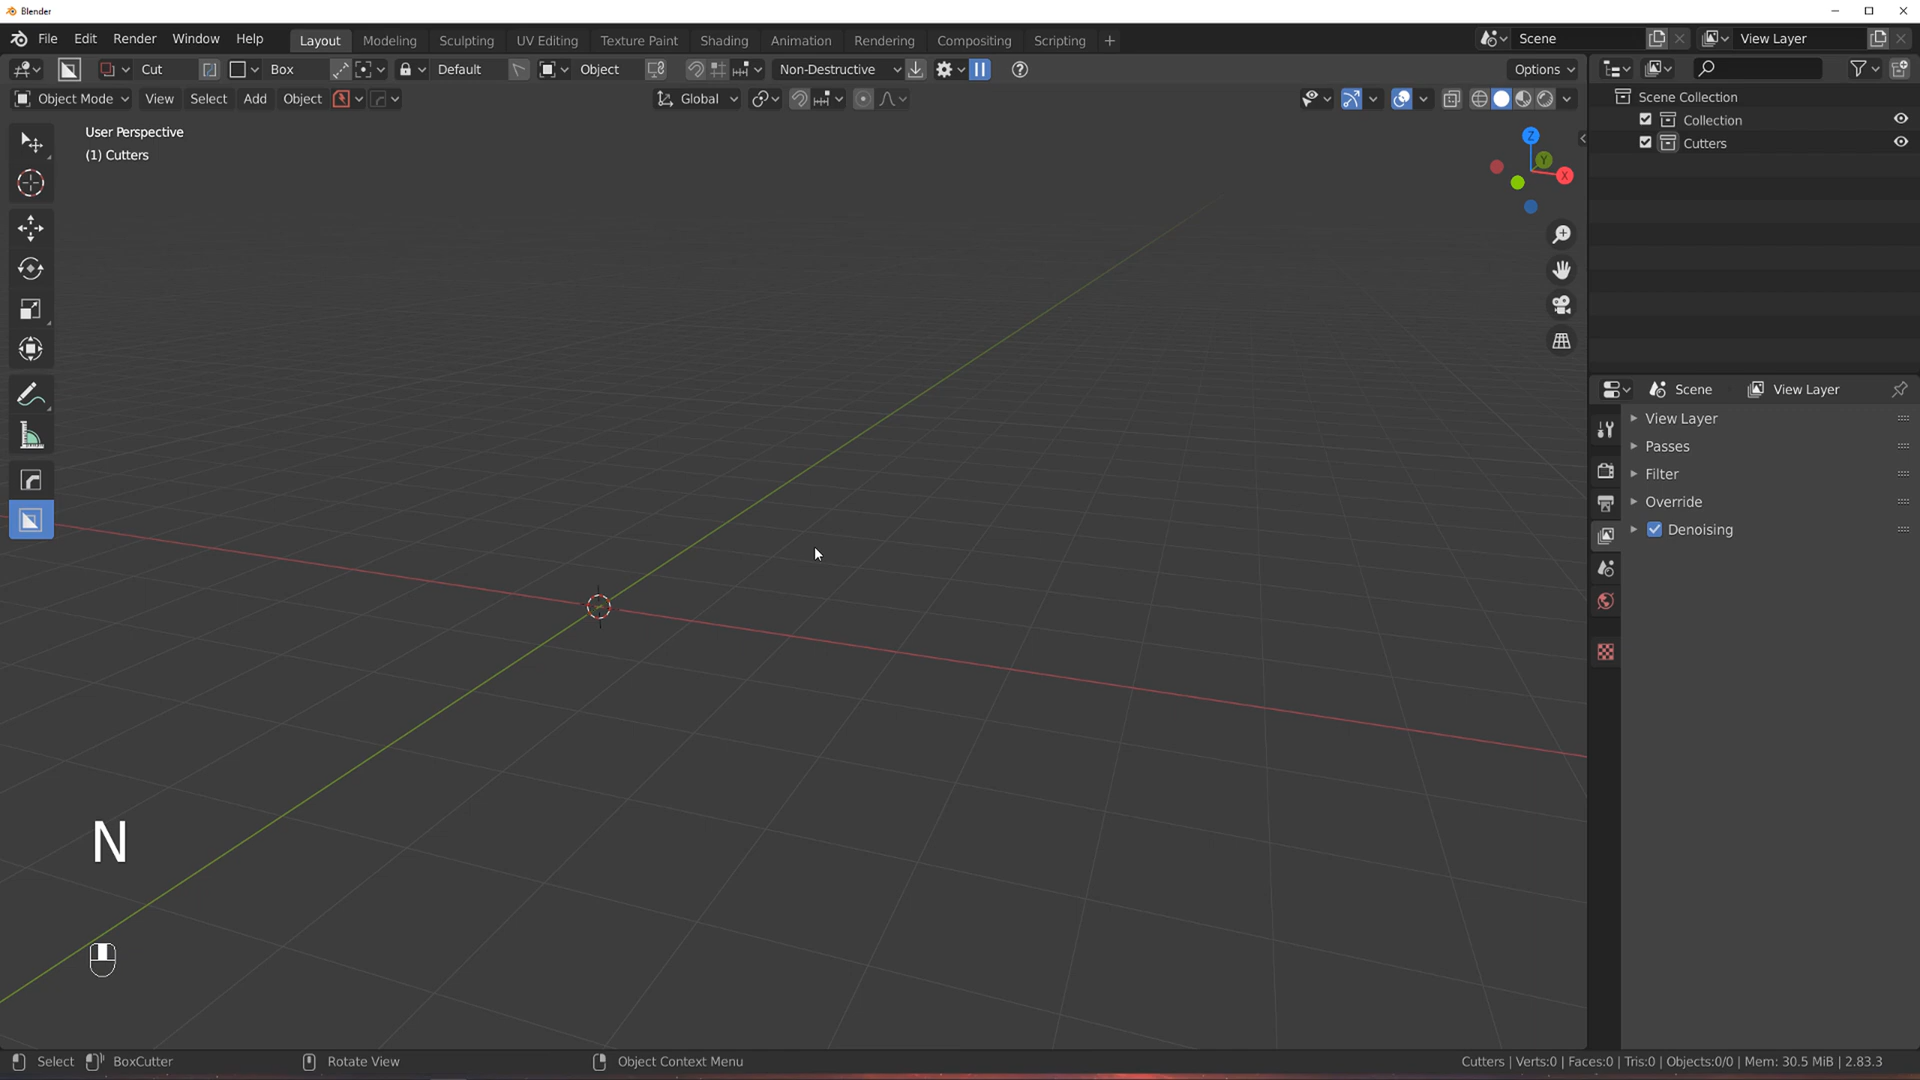 Blender
File Edit Render Window Help Layout Modeling Sculpting UV Editing Texture Paint Shading Animation Rendering Compositing Scripting + Scene View Layer
Cut Box Default Object Non-Destructive Options
Object Mode View Select Add Object Global
User Perspective
(1) Cutters
Z
Y
X
Scene Collection
Collection
Cutters
Scene View Layer
View Layer
Passes
Filter
Override
Denoising
N
Select BoxCutter Rotate View Object Context Menu Cutters | Verts:0 | Faces:0 | Tris:0 | Objects:0/0 | Mem: 30.5 MiB | 2.83.3